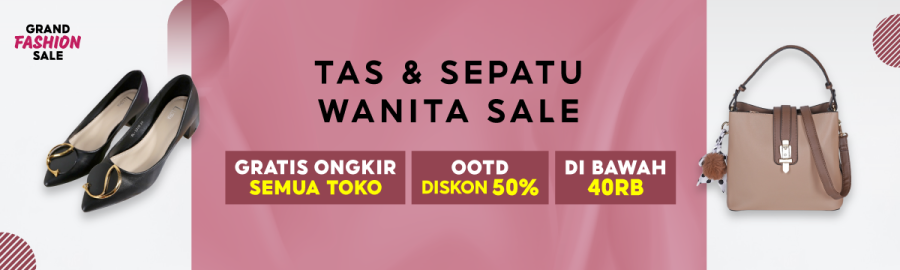 GRAND
FASHION
SALE
TAS & SEPATU
WANITA SALE
GRATIS ONGKIR
SEMUA TOKO
OOTD
DISKON 50%
DI BAWAH
40RB